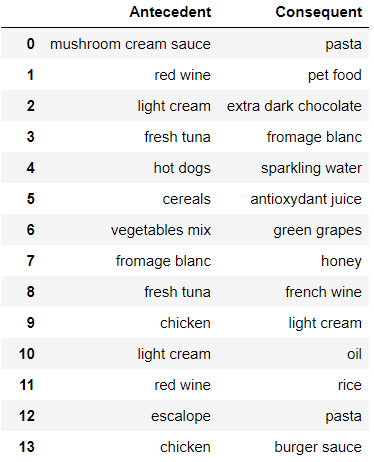 Antecedent Consequent
0 mushroom cream sauce pasta
1 red wine pet food
2 light cream extra dark chocolate
3 fresh tuna fromage blanc
4 hot dogs sparkling water
5 cereals antioxydant juice
6 vegetables mix green grapes
7 fromage blanc honey
8 fresh tuna french wine
9 chicken light cream
10 light cream oil
11 red wine rice
12 escalope pasta
13 chicken burger sauce